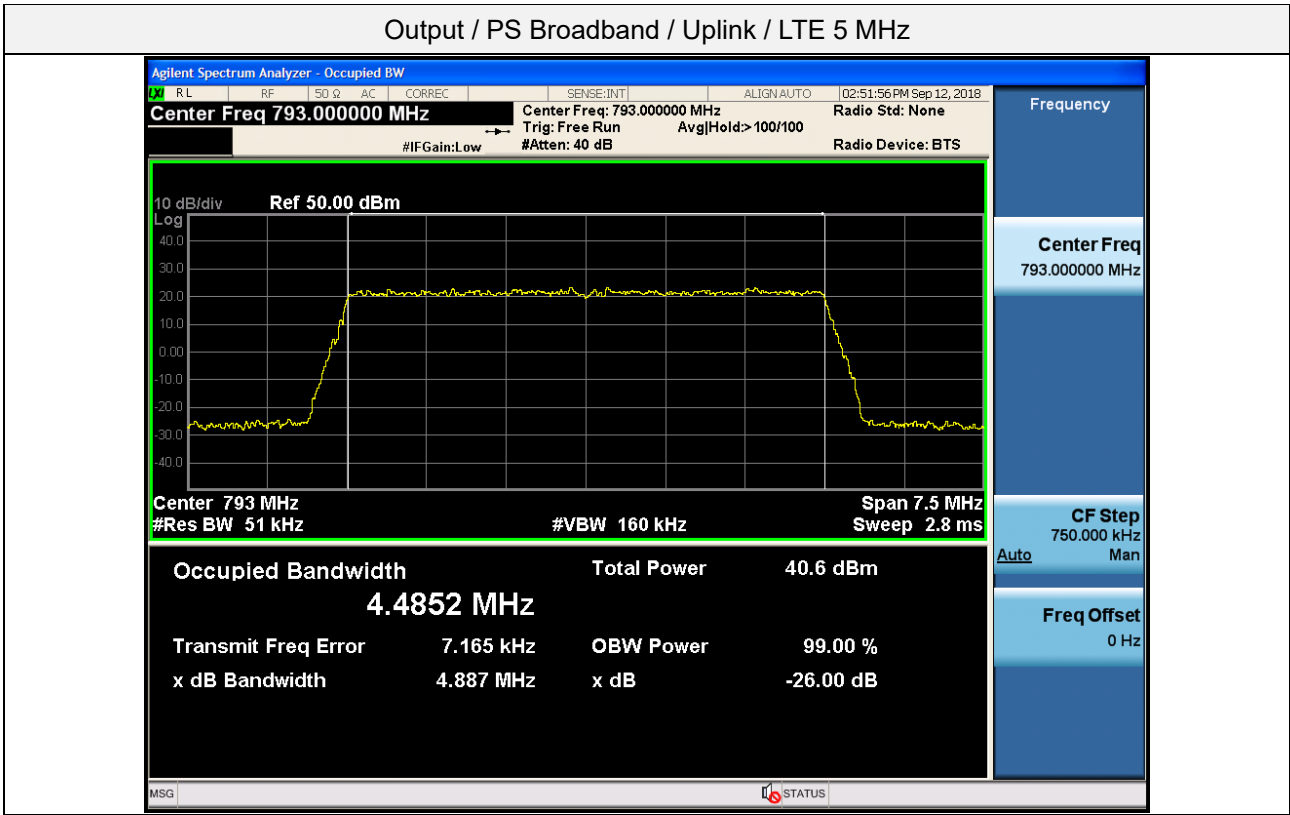 Output / PS Broadband / Uplink / LTE 5 MHz
Agilent Spectrum Analyzer - Occupied BW
LXI RL RF 50 Ω AC CORREC SENSE:INT ALIGN AUTO 02:51:56 PM Sep 12, 2018
Center Freq 793.000000 MHz
Center Freq: 793.000000 MHz
Radio Std: None
Trig: Free Run Avg|Hold:>100/100
#IFGain:Low
#Atten: 40 dB
Radio Device: BTS
10 dB/div Ref 50.00 dBm
Log
40.0
30.0
20.0
10.0
0.00
-10.0
-20.0
-30.0
-40.0
Center 793 MHz Span 7.5 MHz
#Res BW 51 kHz #VBW 160 kHz Sweep 2.8 ms
Occupied Bandwidth Total Power 40.6 dBm
4.4852 MHz
Transmit Freq Error 7.165 kHz OBW Power 99.00 %
x dB Bandwidth 4.887 MHz x dB -26.00 dB
Frequency
Center Freq
793.000000 MHz
CF Step
750.000 kHz
Auto Man
Freq Offset
0 Hz
MSG STATUS